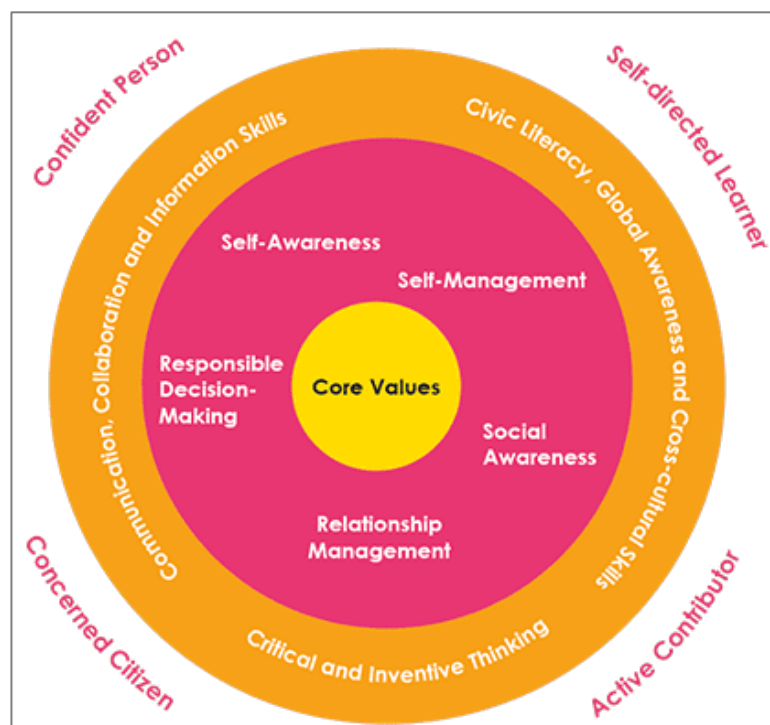 Confident Person
Self-directed Learner
Communication, Collaboration and Information Skills
Civic Literacy, Global Awareness and Cross-cultural Skills
Self-Awareness
Self-Management
Responsible
Decision-
Making
Core Values
Social
Awareness
Relationship
Management
Critical and Inventive Thinking
Concerned Citizen
Active Contributor